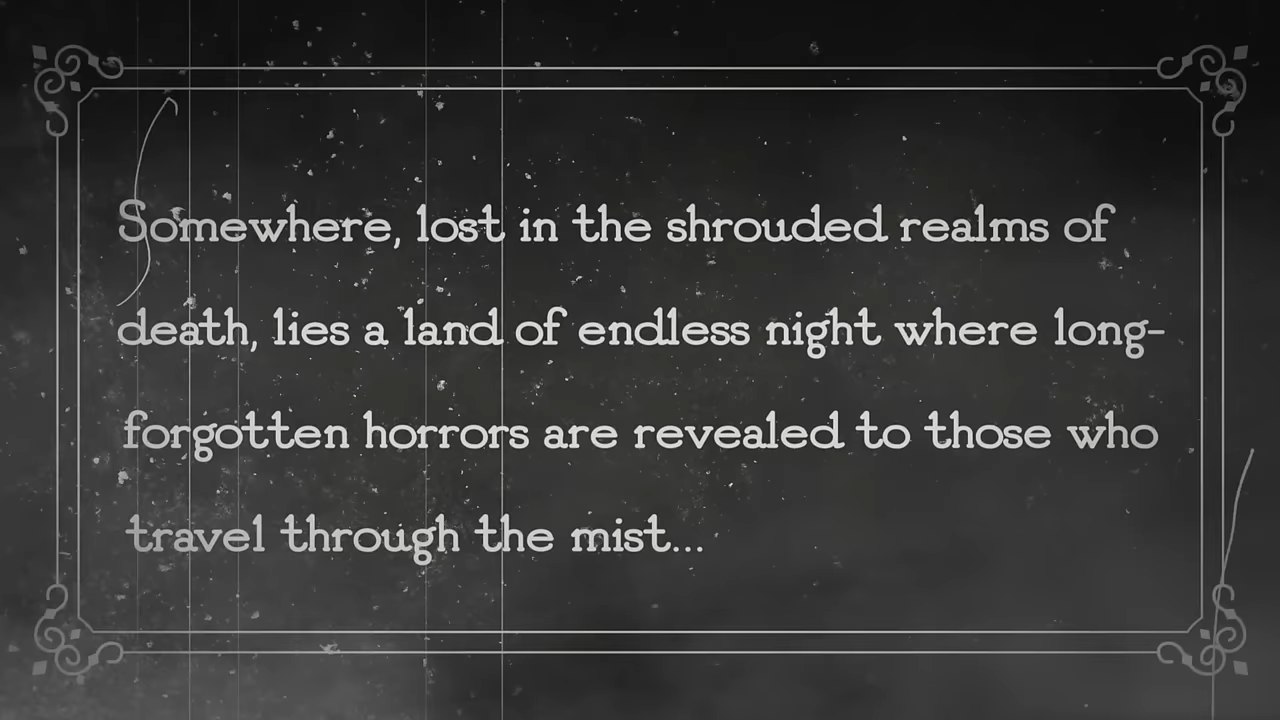 Somewhere, lost in the shrouded realms of
death, lies a land of endless night where long-
forgotten horrors are revealed to those who
travel through the mist...